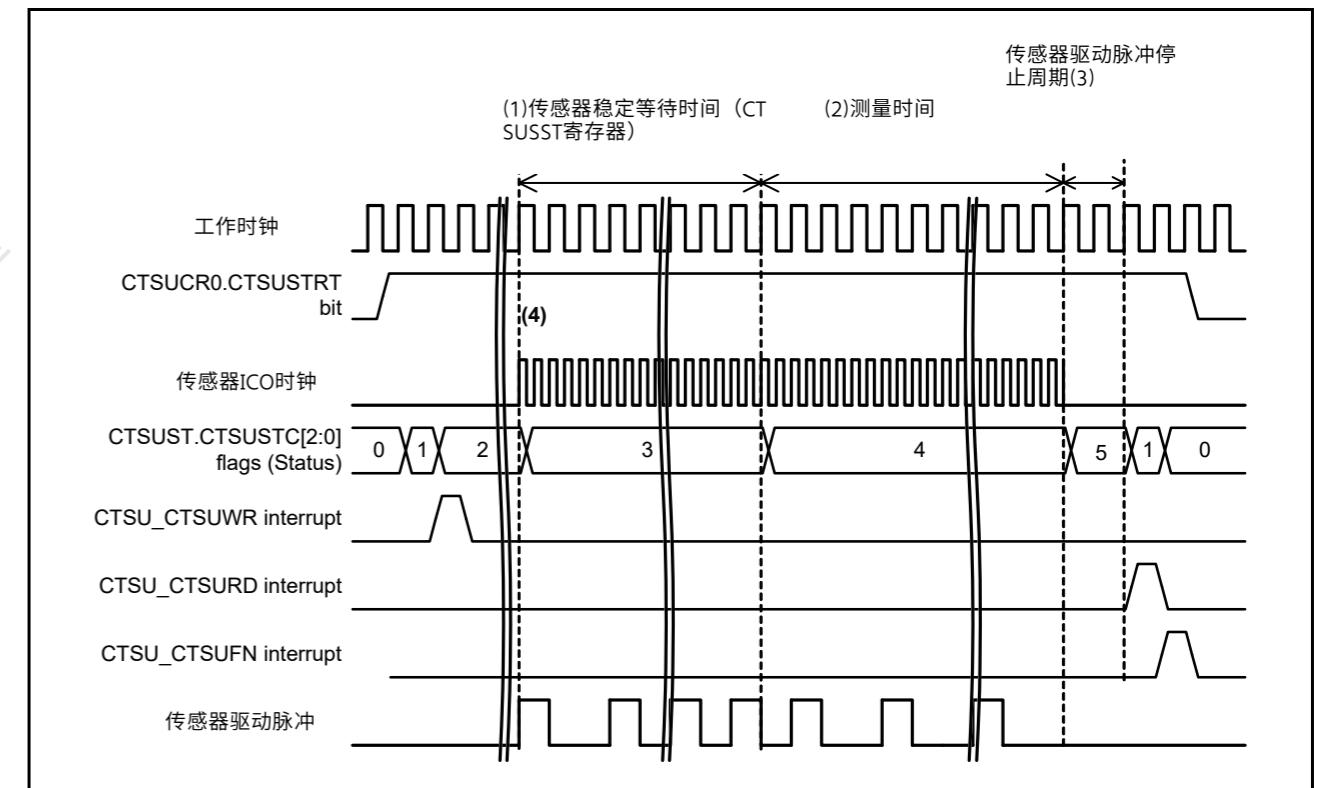 传感器驱动脉冲停
止周期(3)
(1)传感器稳定等待时间（CT
SUSST寄存器）
(2)测量时间
工作时钟
CTSUCR0.CTSUSTRT
bit
(4)
传感器ICO时钟
CTSUST.CTSUSTC[2:0]
flags (Status)
0 1 2 3 4 5 1 0
CTSU_CTSUWR interrupt
CTSU_CTSURD interrupt
CTSU_CTSUFN interrupt
传感器驱动脉冲